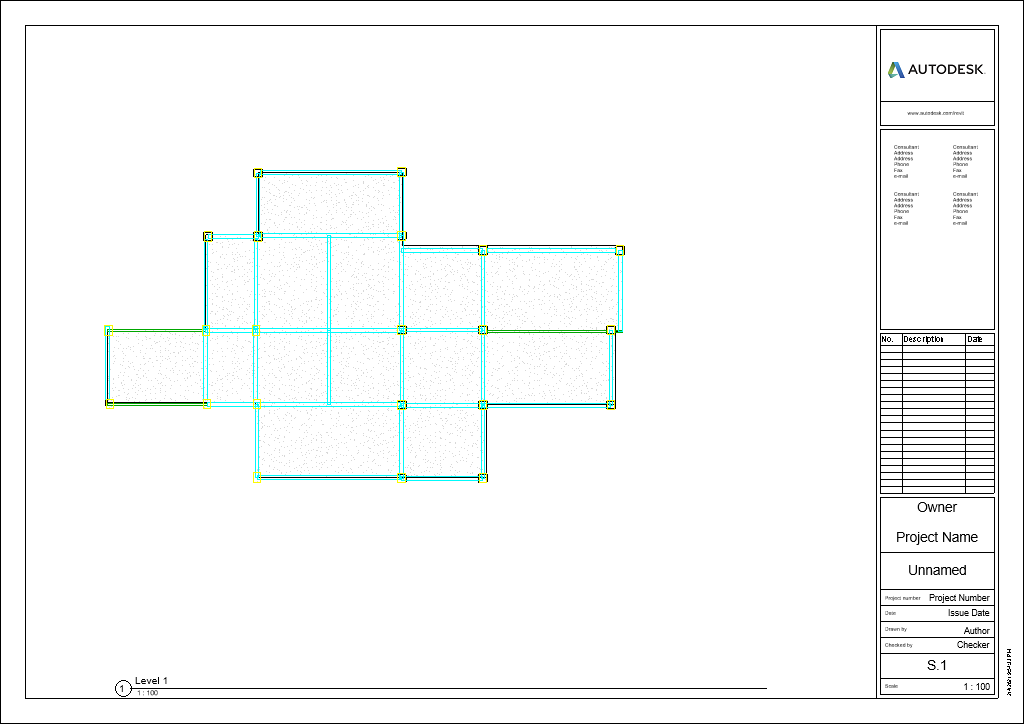 AUTODESK.
www.autodesk.com/revit
Consultant
Address
Address
Phone
Fax
e-mail
Consultant
Address
Address
Phone
Fax
e-mail
Consultant
Address
Address
Phone
Fax
e-mail
Consultant
Address
Address
Phone
Fax
e-mail
No. Description Date
Owner
Project Name
Unnamed
Project number Project Number
Date Issue Date
Drawn by Author
Checked by Checker
S.1
Scale 1 : 100
1 Level 1
1 : 100